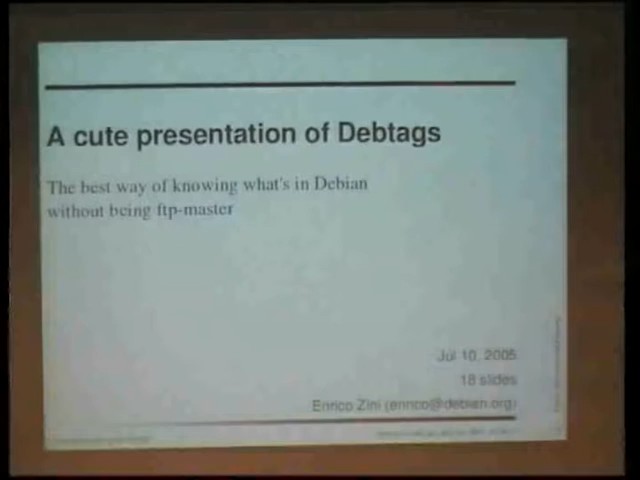 A cute presentation of Debtags
The best way of knowing what's in Debian
without being ftp-master
Jul 10, 2005
18 slides
Enrico Zini (enrico@debian.org)